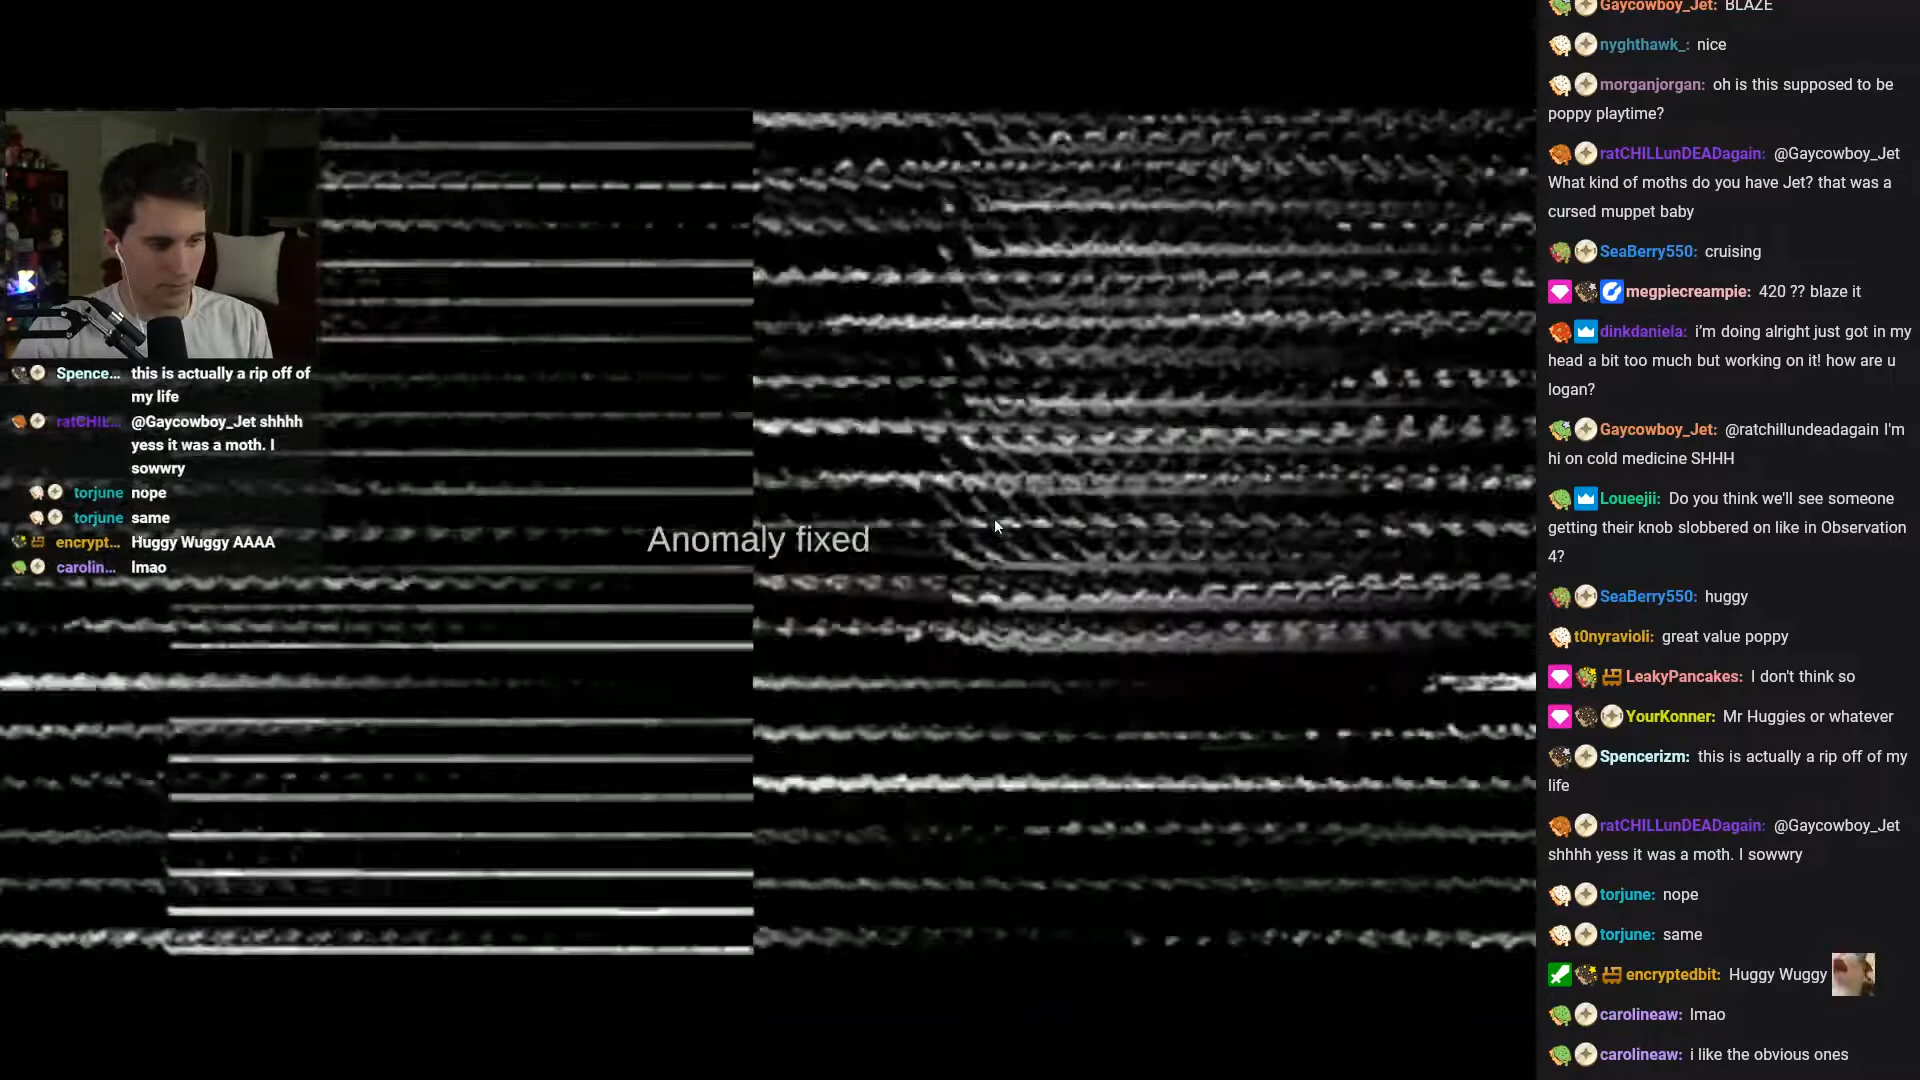 Spence... this is actually a rip off of
my life
ratCHIL... @Gaycowboy_Jet shhhh
yess it was a moth. I
sowwry
torjune nope
torjune same
encrypt... Huggy Wuggy AAAA
carolin... lmao
Anomaly fixed
Gaycowboy_Jet: BLAZE
nyghthawk_: nice
morganjorgan: oh is this supposed to be
poppy playtime?
ratCHILLunDEADagain: @Gaycowboy_Jet
What kind of moths do you have Jet? that was a
cursed muppet baby
SeaBerry550: cruising
megpiecreampie: 420 ?? blaze it
dinkdaniela: i'm doing alright just got in my
head a bit too much but working on it! how are u
logan?
Gaycowboy_Jet: @ratchillundeadagain I'm
hi on cold medicine SHHH
Loueejii: Do you think we'll see someone
getting their knob slobbered on like in Observation
4?
SeaBerry550: huggy
t0nyravioli: great value poppy
LeakyPancakes: I don't think so
YourKonner: Mr Huggies or whatever
Spencerizm: this is actually a rip off of my
life
ratCHILLunDEADagain: @Gaycowboy_Jet
shhhh yess it was a moth. I sowwry
torjune: nope
torjune: same
encryptedbit: Huggy Wuggy
carolineaw: lmao
carolineaw: i like the obvious ones